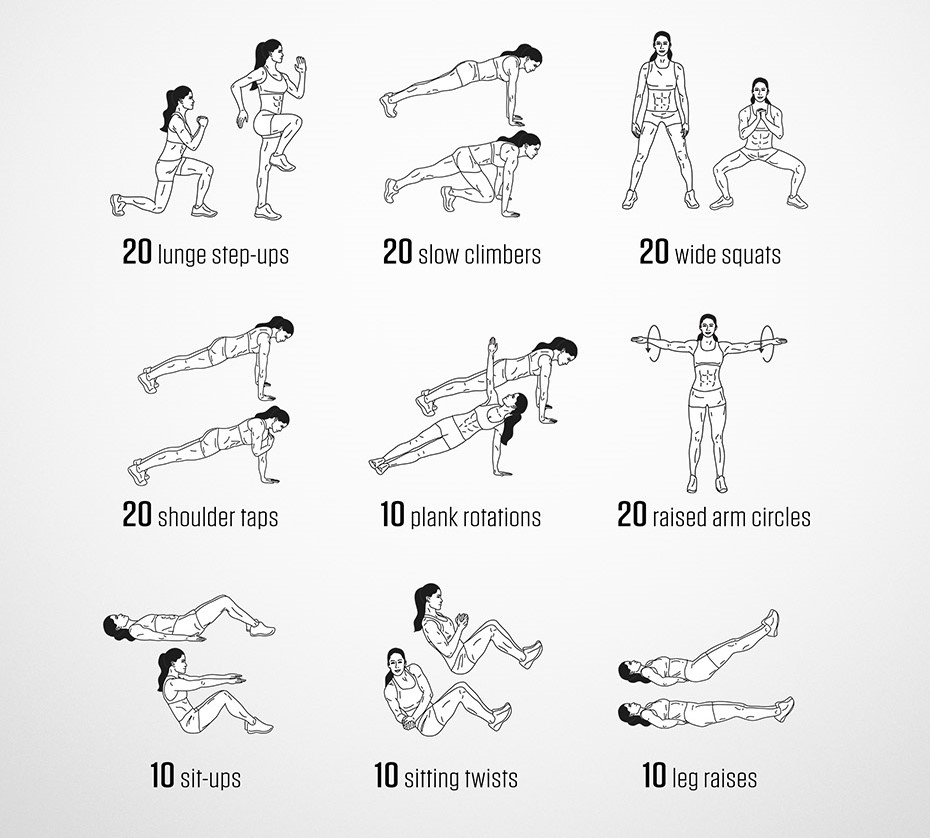 20 lunge step-ups
20 slow climbers
20 wide squats
20 shoulder taps
10 plank rotations
20 raised arm circles
10 sit-ups
10 sitting twists
10 leg raises